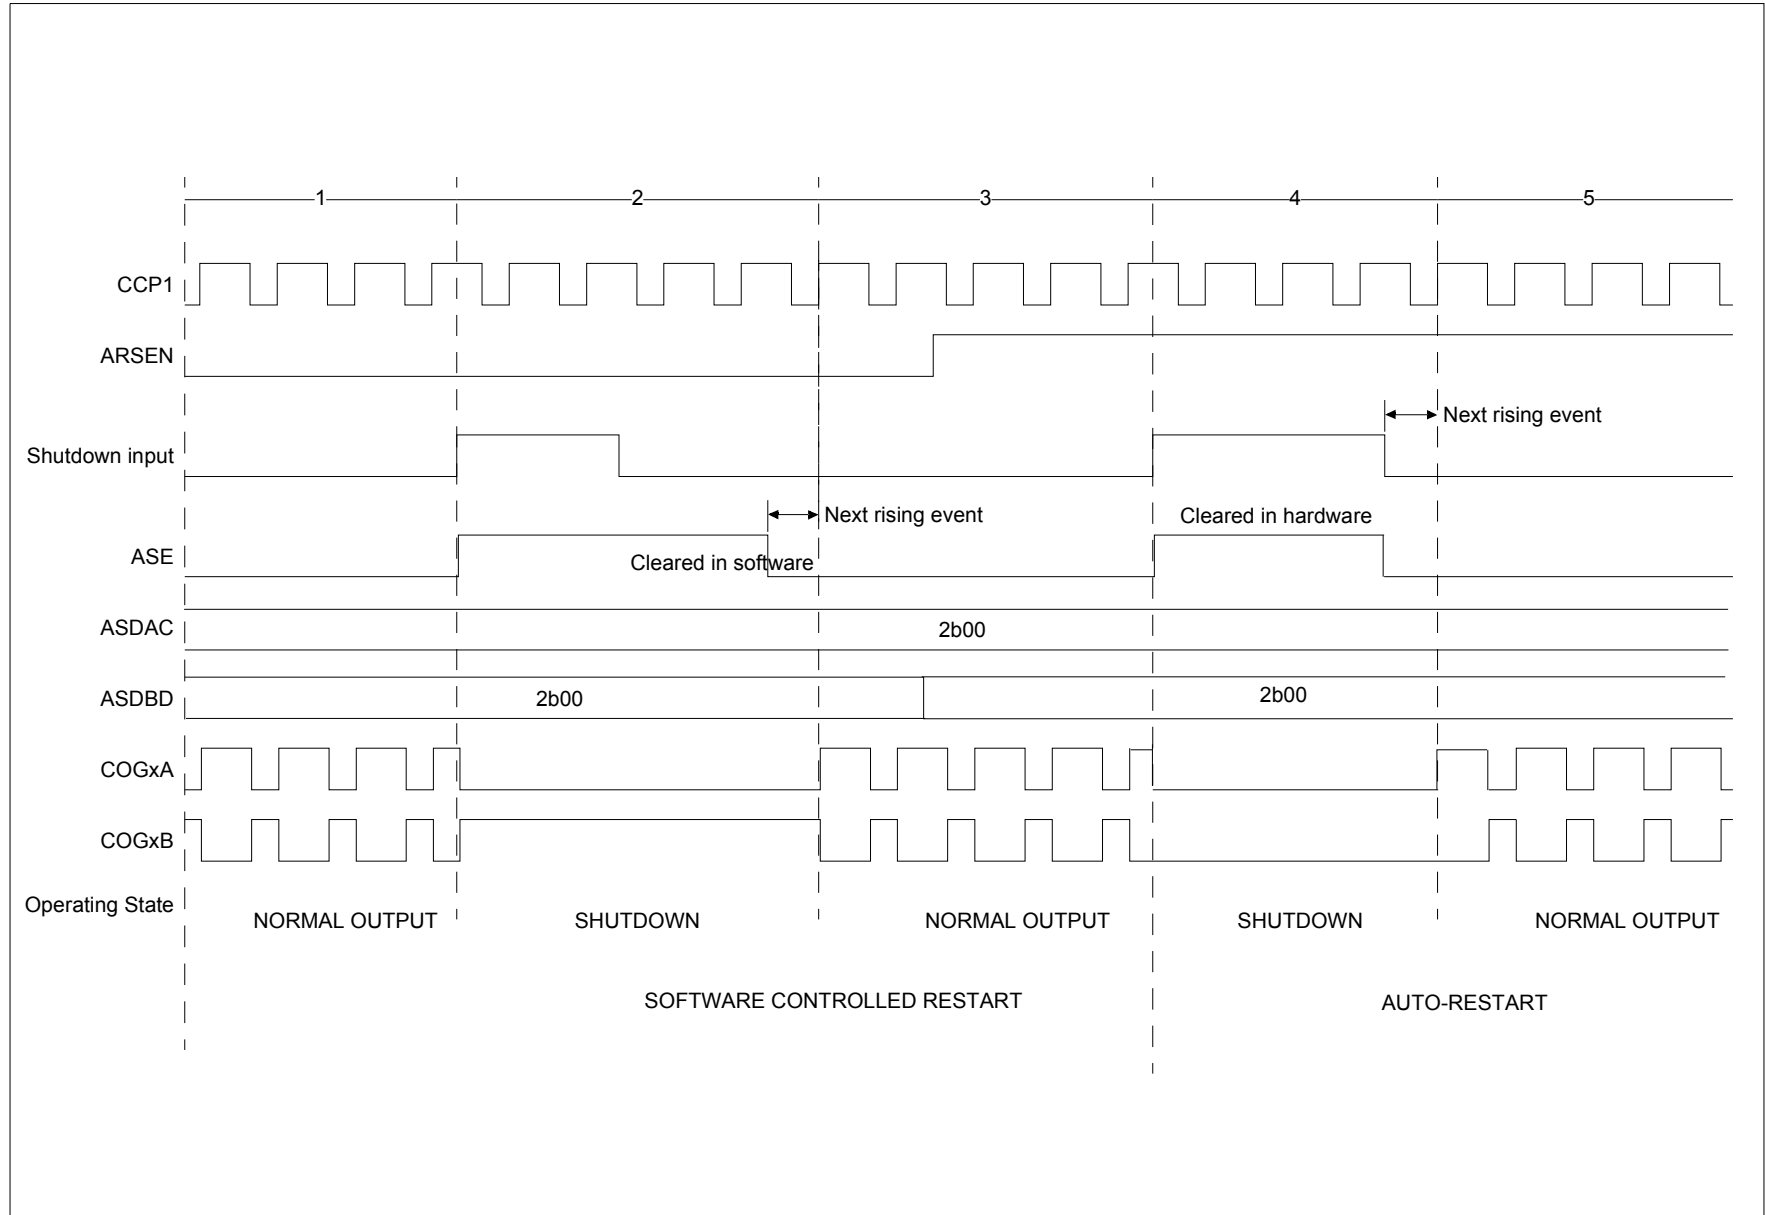 1 2 3 4 5
CCP1
ARSEN
Next rising event
Shutdown input
Next rising event Cleared in hardware
ASE
Cleared in software
ASDAC 2b00
ASDBD 2b00 2b00
COGxA
COGxB
Operating State
NORMAL OUTPUT SHUTDOWN NORMAL OUTPUT SHUTDOWN NORMAL OUTPUT
SOFTWARE CONTROLLED RESTART AUTO-RESTART